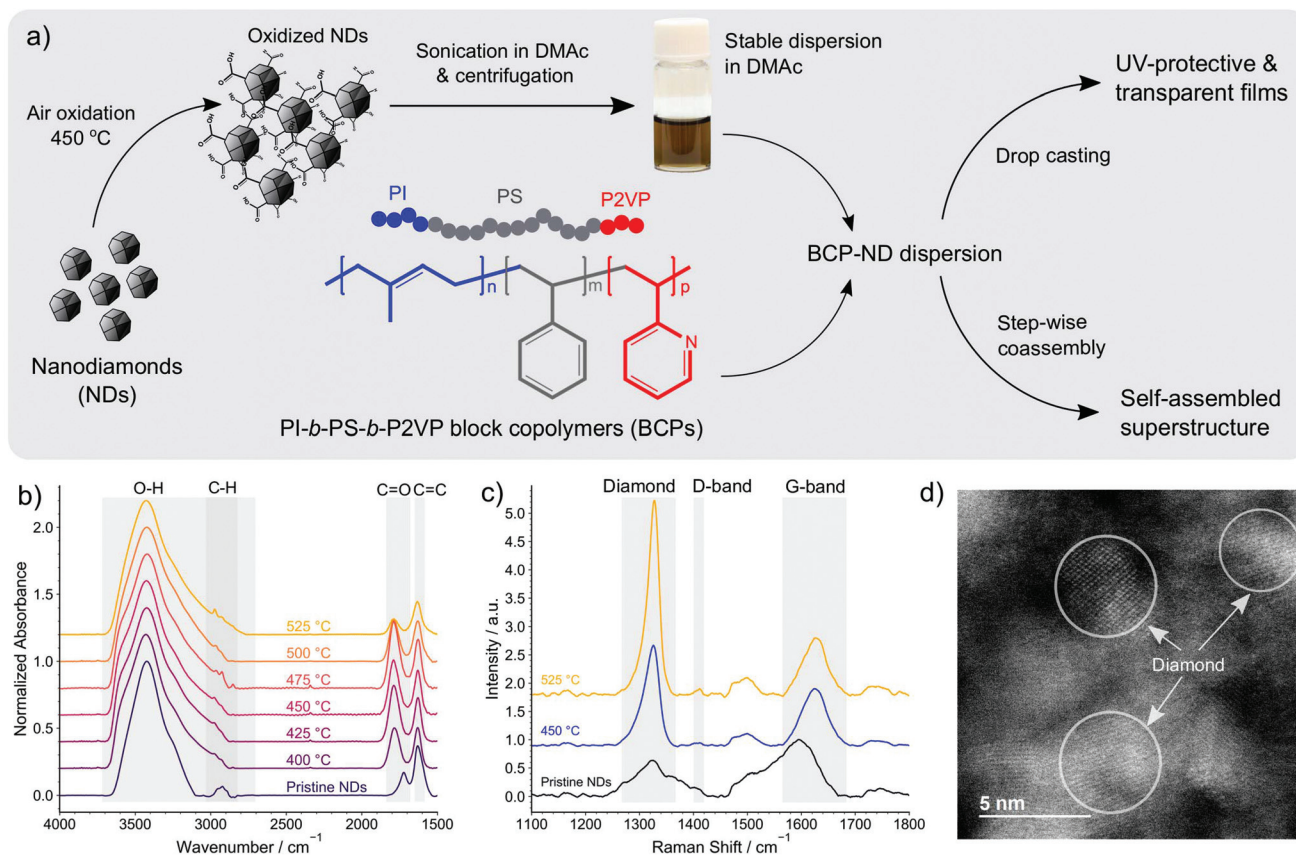 a)
Oxidized NDs
Air oxidation
450 °C
Sonication in DMAc
& centrifugation
Stable dispersion
in DMAc
UV-protective &
transparent films
Drop casting
PI
PS
P2VP
BCP-ND dispersion
n
m
p
N
Step-wise
coassembly
Nanodiamonds
(NDs)
PI-b-PS-b-P2VP block copolymers (BCPs)
Self-assembled
superstructure
b)
O-H
C-H
C=O
C=C
Normalized Absorbance
2.0
1.5
1.0
0.5
0.0
525 °C
500 °C
475 °C
450 °C
425 °C
400 °C
Pristine NDs
4000
3500
3000
2500
2000
1500
Wavenumber / cm⁻¹
c)
Diamond
D-band
G-band
Intensity / a.u.
5.0
4.5
4.0
3.5
3.0
2.5
2.0
1.5
1.0
0.5
0.0
525 °C
450 °C
Pristine NDs
1100
1200
1300
1400
1500
1600
1700
1800
Raman Shift / cm⁻¹
d)
Diamond
5 nm